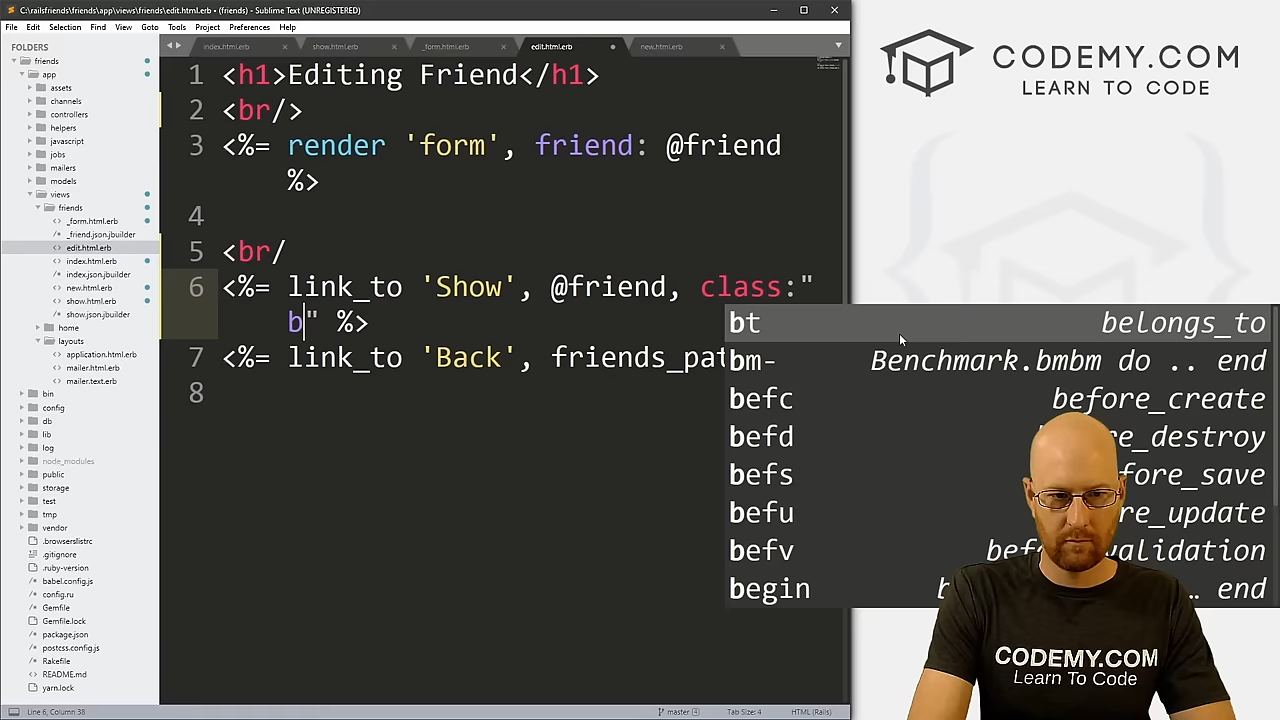 C:\railsfriends\friends\app\views\friends\edit.html.erb • (friends) - Sublime Text (UNREGISTERED)
File Edit Selection Find View Goto Tools Project Preferences Help
FOLDERS
friends
app
assets
channels
controllers
helpers
javascript
jobs
mailers
models
views
friends
_form.html.erb
_friend.json.jbuilder
edit.html.erb
index.html.erb
index.json.jbuilder
new.html.erb
show.html.erb
show.json.jbuilder
home
layouts
application.html.erb
mailer.html.erb
mailer.text.erb
bin
config
db
lib
log
node_modules
public
storage
test
tmp
vendor
.browserslistrc
.gitignore
.ruby-version
babel.config.js
config.ru
Gemfile
Gemfile.lock
package.json
postcss.config.js
Rakefile
README.md
yarn.lock
index.html.erb show.html.erb _form.html.erb edit.html.erb new.html.erb
1 <h1>Editing Friend</h1>
2 <br/>
3 <%= render 'form', friend: @friend
%>
4
5 <br/
6 <%= link_to 'Show', @friend, class:"
b" %>
7 <%= link_to 'Back', friends_pat
8
bt belongs_to
bm- Benchmark.bmbm do .. end
befc before_create
befd re_destroy
befs fore_save
befu re_update
befv validation
begin end
CODEMY.COM
LEARN TO CODE
CODEMY.COM
Learn To Code
Line 6, Column 38 master 4 Tab Size: 4 HTML (Rails)